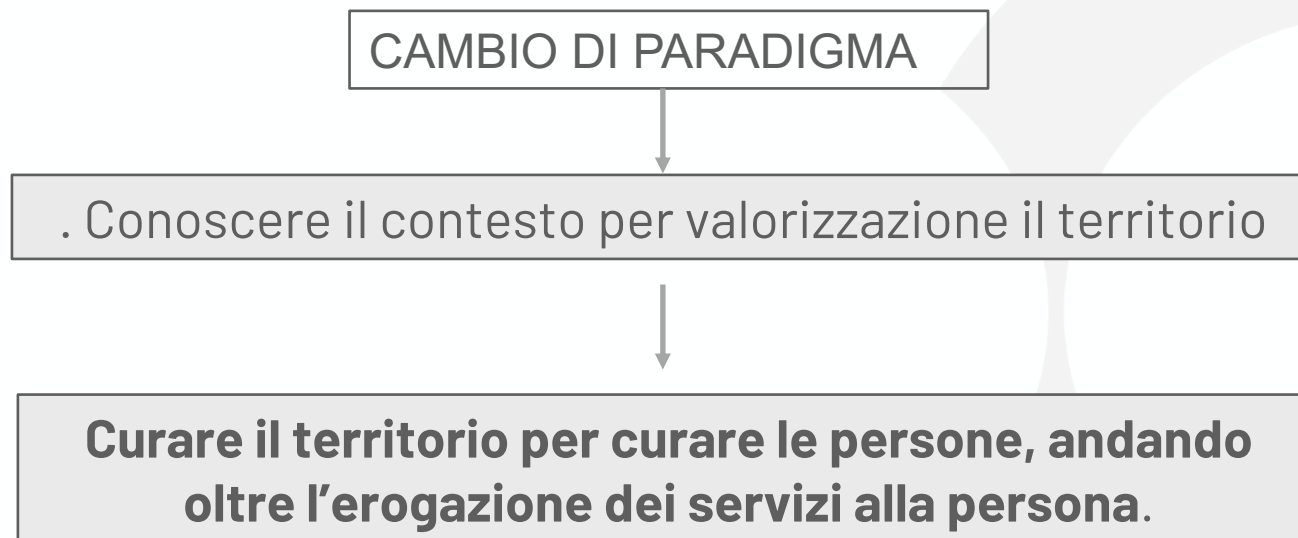 CAMBIO DI PARADIGMA
. Conoscere il contesto per valorizzazione il territorio
Curare il territorio per curare le persone, andando
oltre l’erogazione dei servizi alla persona.